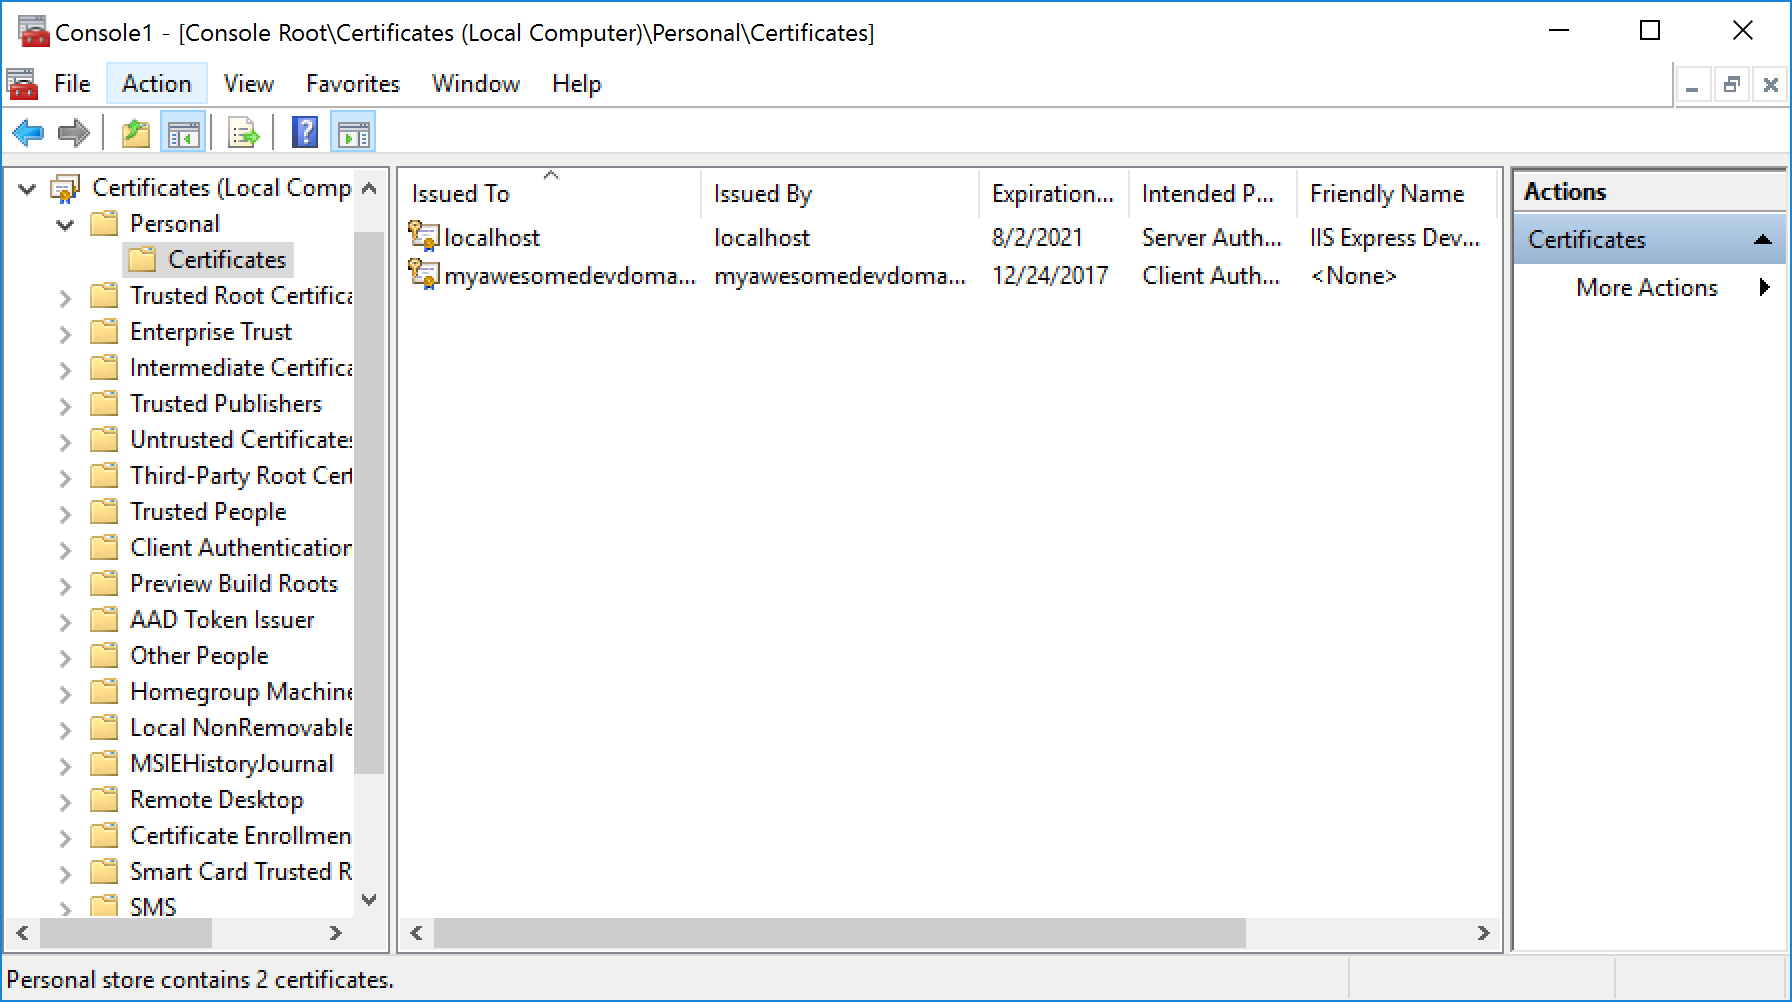 Console1 - [Console Root\Certificates (Local Computer)\Personal\Certificates]
File Action View Favorites Window Help
Certificates (Local Comp
Personal
Certificates
Trusted Root Certifica
Enterprise Trust
Intermediate Certifica
Trusted Publishers
Untrusted Certificates
Third-Party Root Cert
Trusted People
Client Authentication
Preview Build Roots
AAD Token Issuer
Other People
Homegroup Machine
Local NonRemovable
MSIEHistoryJournal
Remote Desktop
Certificate Enrollmen
Smart Card Trusted R
SMS
Issued To Issued By Expiration... Intended P... Friendly Name
localhost localhost 8/2/2021 Server Auth... IIS Express Dev...
myawesomedevdoma... myawesomedevdoma... 12/24/2017 Client Auth... <None>
Actions
Certificates
More Actions
Personal store contains 2 certificates.